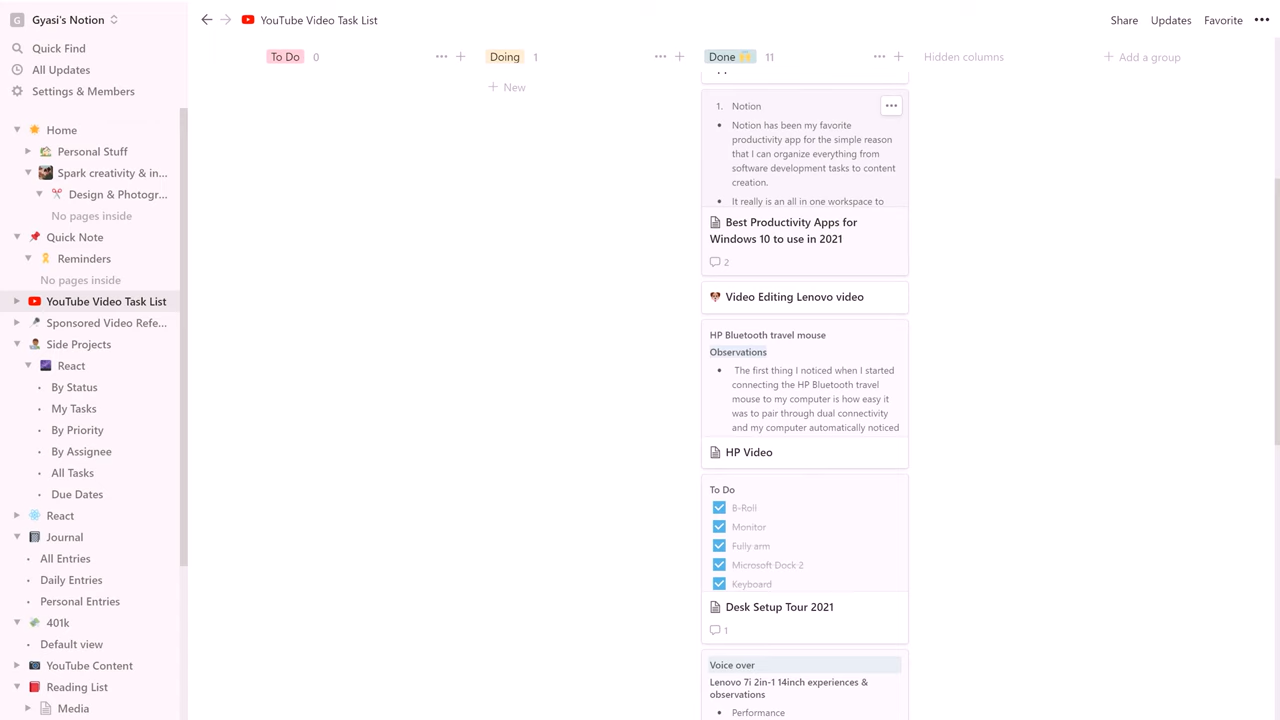 G Gyasi's Notion
Quick Find
All Updates
Settings & Members
Home
Personal Stuff
Spark creativity & in...
Design & Photogr...
No pages inside
Quick Note
Reminders
No pages inside
YouTube Video Task List
Sponsored Video Refe...
Side Projects
React
By Status
My Tasks
By Priority
By Assignee
All Tasks
Due Dates
React
Journal
All Entries
Daily Entries
Personal Entries
401k
Default view
YouTube Content
Reading List
Media
YouTube Video Task List
Share Updates Favorite
To Do 0
Doing 1
New
Done 11
Hidden columns
Add a group
1. Notion
Notion has been my favorite
productivity app for the simple reason
that I can organize everything from
software development tasks to content
creation.
It really is an all in one workspace to
Best Productivity Apps for
Windows 10 to use in 2021
2
Video Editing Lenovo video
HP Bluetooth travel mouse
Observations
The first thing I noticed when I started
connecting the HP Bluetooth travel
mouse to my computer is how easy it
was to pair through dual connectivity
and my computer automatically noticed
HP Video
To Do
B-Roll
Monitor
Fully arm
Microsoft Dock 2
Keyboard
Desk Setup Tour 2021
1
Voice over
Lenovo 7i 2in-1 14inch experiences &
observations
Performance